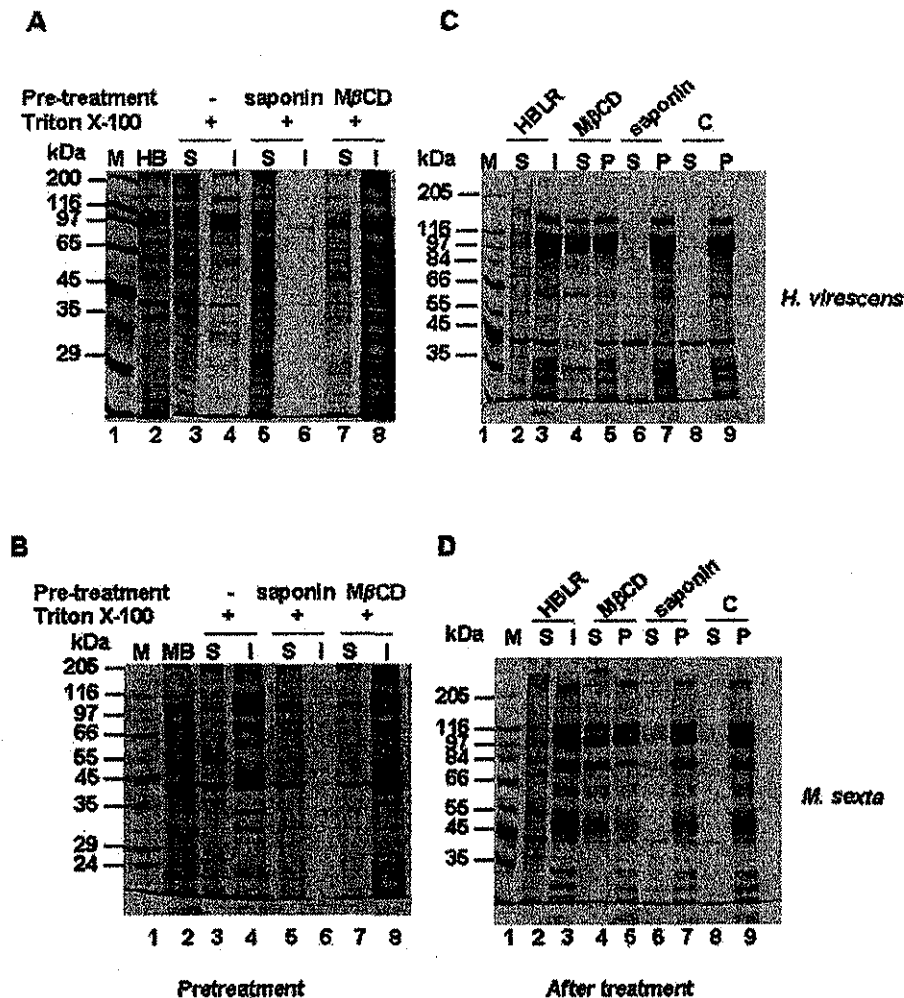 A
Pre-treatment - saponin MβCD
Triton X-100 + + +
kDa M HB S I S I S I
200
116
97
65
45
35
29
1 2 3 4 5 6 7 8
C
HBLR MβCD saponin C
kDa M S I S P S P S P
205
116
97
84
66
55
45
35
1 2 3 4 5 6 7 8 9
H. virescens
B
Pre-treatment - saponin MβCD
Triton X-100 + + +
kDa M MB S I S I S I
205
116
97
66
55
45
35
29
24
1 2 3 4 5 6 7 8
Pretreatment
D
HBLR MβCD saponin C
kDa M S I S P S P S P
205
116
97
84
66
55
45
35
1 2 3 4 5 6 7 8 9
M. sexta
After treatment